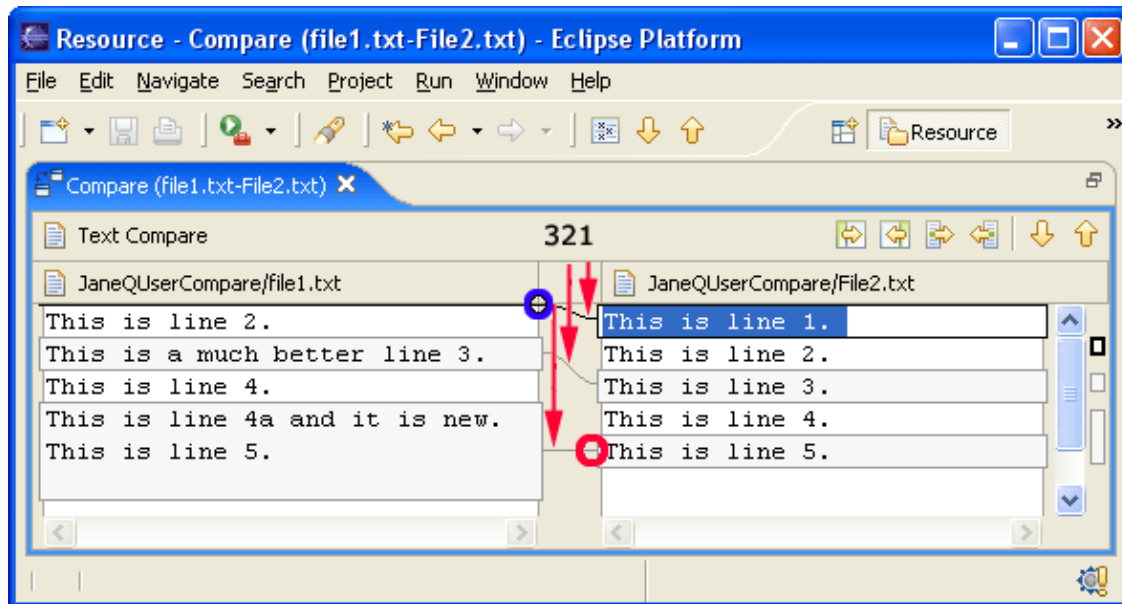 Resource - Compare (file1.txt-File2.txt) - Eclipse Platform
File Edit Navigate Search Project Run Window Help
Resource
»
Compare (file1.txt-File2.txt)
Text Compare
321
JaneQUserCompare/file1.txt
JaneQUserCompare/File2.txt
This is line 2.
This is a much better line 3.
This is line 4.
This is line 4a and it is new.
This is line 5.
This is line 1.
This is line 2.
This is line 3.
This is line 4.
This is line 5.